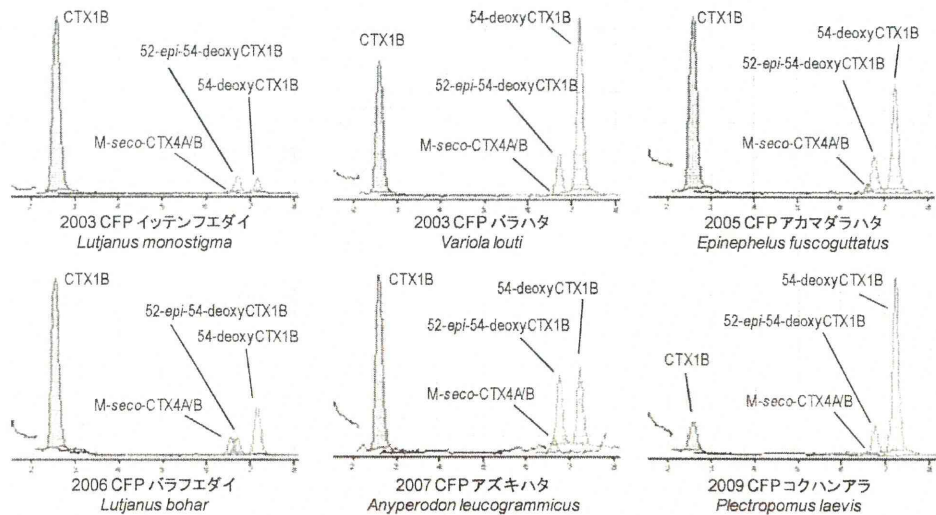 CTX1B
52-epi-54-deoxyCTX1B
54-deoxyCTX1B
M-seco-CTX4A/B
2003 CFP イッテンフエダイ
Lutjanus monostigma
54-deoxyCTX1B
CTX1B
52-epi-54-deoxyCTX1B
M-seco-CTX4A/B
2003 CFP バラハタ
Variola louti
CTX1B
54-deoxyCTX1B
52-epi-54-deoxyCTX1B
M-seco-CTX4A/B
2005 CFP アカマダラハタ
Epinephelus fuscoguttatus
CTX1B
52-epi-54-deoxyCTX1B
54-deoxyCTX1B
M-seco-CTX4A/B
2006 CFP バラフエダイ
Lutjanus bohar
CTX1B
54-deoxyCTX1B
52-epi-54-deoxyCTX1B
M-seco-CTX4A/B
2007 CFP アズキハタ
Anyperodon leucogrammicus
54-deoxyCTX1B
52-epi-54-deoxyCTX1B
CTX1B
M-seco-CTX4A/B
2009 CFP コクハンアラ
Plectropomus laevis